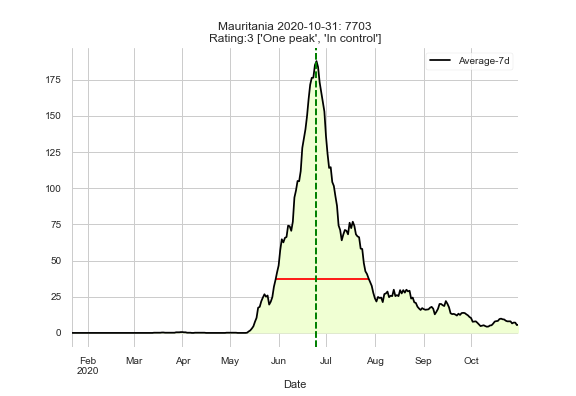 Mauritania 2020-10-31: 7703
Rating:3 ['One peak', 'In control']
Average-7d
175
150
125
100
75
50
25
0
Feb
2020
Mar
Apr
May
Jun
Jul
Aug
Sep
Oct
Date